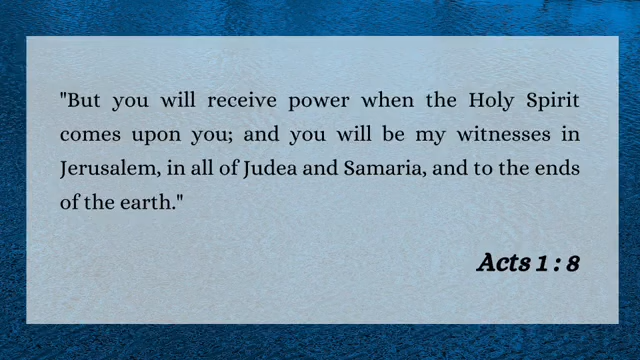 "But you will receive power when the Holy Spirit
comes upon you; and you will be my witnesses in
Jerusalem, in all of Judea and Samaria, and to the ends
of the earth."
Acts 1 : 8